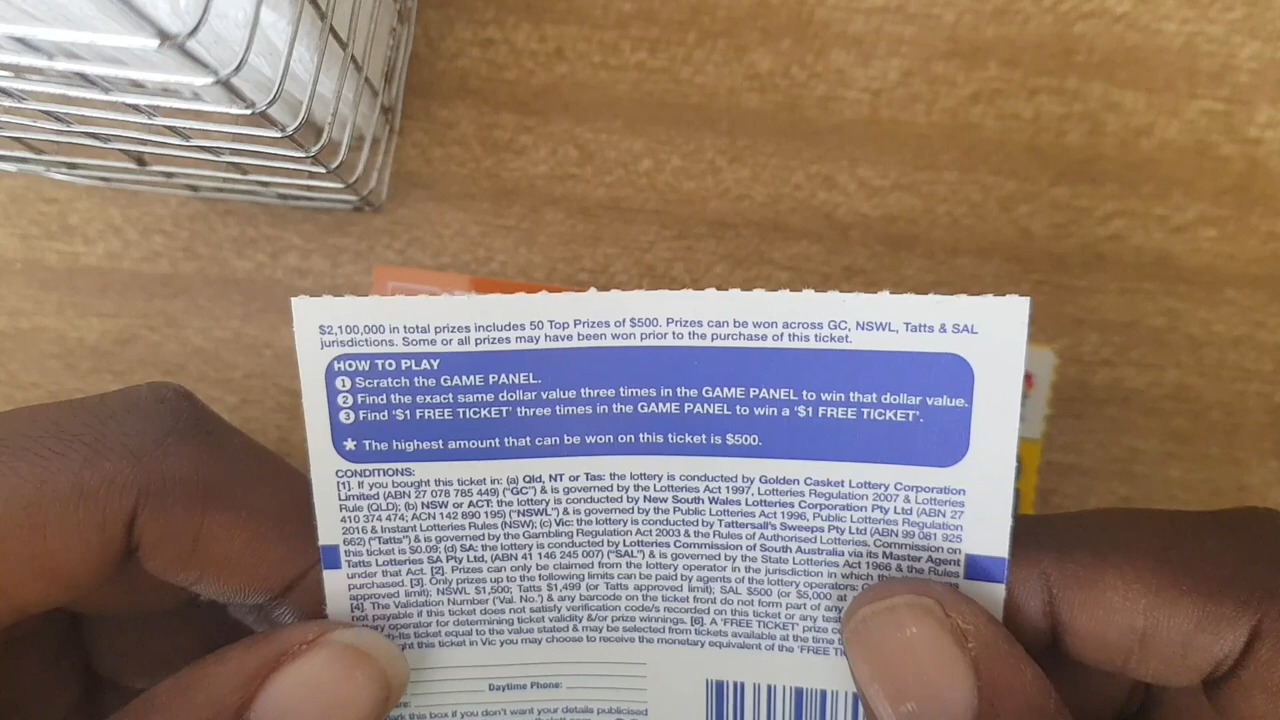 $2,100,000 in total prizes includes 50 Top Prizes of $500. Prizes can be won across GC, NSWL, Tatts & SAL
jurisdictions. Some or all prizes may have been won prior to the purchase of this ticket.
HOW TO PLAY
1 Scratch the GAME PANEL.
2 Find the exact same dollar value three times in the GAME PANEL to win that dollar value.
3 Find '$1 FREE TICKET' three times in the GAME PANEL to win a '$1 FREE TICKET'.
★ The highest amount that can be won on this ticket is $500.
CONDITIONS:
[1]. If you bought this ticket in: (a) Qld, NT or Tas: the lottery is conducted by Golden Casket Lottery Corporation
Limited (ABN 27 078 785 449) ("GC") & is governed by the Lotteries Act 1997, Lotteries Regulation 2007 & Lotteries
Rule (QLD); (b) NSW or ACT: the lottery is conducted by New South Wales Lotteries Corporation Pty Ltd (ABN 27
410 374 474; ACN 142 890 195) ("NSWL") & is governed by the Public Lotteries Act 1996, Public Lotteries Regulation
2016 & Instant Lotteries Rules (NSW); (c) Vic: the lottery is conducted by Tattersall's Sweeps Pty Ltd (ABN 99 081 925
662) ("Tatts") & is governed by the Gambling Regulation Act 2003 & the Rules of Authorised Lotteries. Commission on
this ticket is $0.09; (d) SA: the lottery is conducted by Lotteries Commission of South Australia via its Master Agent
Tatts Lotteries SA Pty Ltd, (ABN 41 146 245 007) ("SAL") & is governed by the State Lotteries Act 1966 & the Rules
under that Act. [2]. Prizes can only be claimed from the lottery operator in the jurisdiction in which this
purchased. [3]. Only prizes up to the following limits can be paid by agents of the lottery operators:
approved limit); NSWL $1,500; Tatts $1,499 (or Tatts approved limit); SAL $500 (or $5,000 at
[4]. The Validation Number ('Val. No.') & any barcode on the ticket front do not form part of any
not payable if this ticket does not satisfy verification code/s recorded on this ticket or any
operator for determining ticket validity &/or prize winnings. [6]. A 'FREE TICKET' prize
ticket equal to the value stated & may be selected from tickets available at the time
this ticket in Vic you may choose to receive the monetary equivalent of the 'FREE
Daytime Phone:
this box if you don't want your details publicised